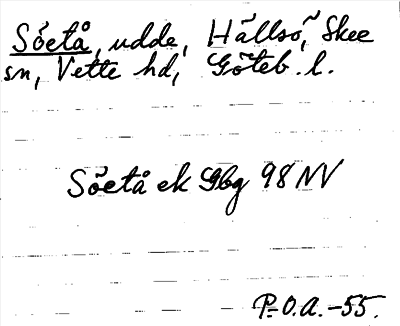 Söetå, udde, Hällsö, Skee
sn, Vette hd, Göteb. l.
Söetå ek Gbg 98 NV
P.O.A. -55.